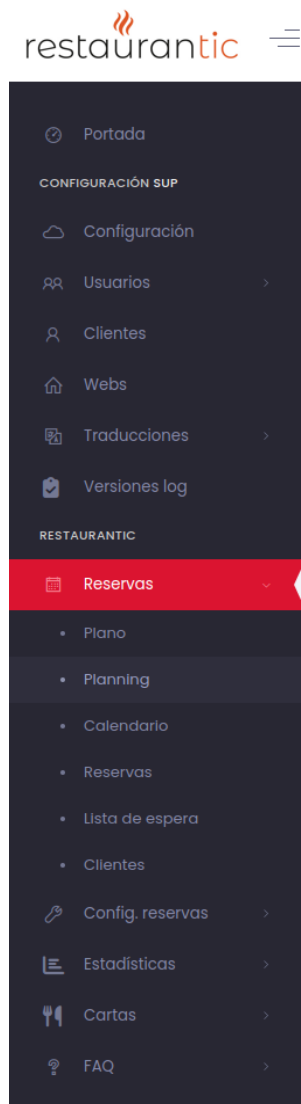 restaurantic
Portada
CONFIGURACIÓN SUP
Configuración
Usuarios
Clientes
Webs
Traducciones
Versiones log
RESTAURANTIC
Reservas
Plano
Planning
Calendario
Reservas
Lista de espera
Clientes
Config. reservas
Estadísticas
Cartas
FAQ